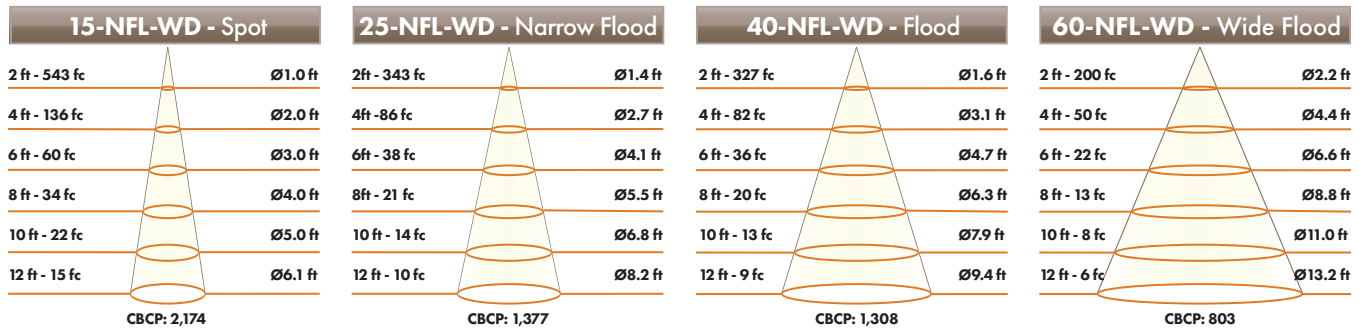 15-NFL-WD - Spot
2 ft - 543 fc Ø1.0 ft
4 ft - 136 fc Ø2.0 ft
6 ft - 60 fc Ø3.0 ft
8 ft - 34 fc Ø4.0 ft
10 ft - 22 fc Ø5.0 ft
12 ft - 15 fc Ø6.1 ft
CBCP: 2,174
25-NFL-WD - Narrow Flood
2ft - 343 fc Ø1.4 ft
4ft -86 fc Ø2.7 ft
6ft - 38 fc Ø4.1 ft
8ft - 21 fc Ø5.5 ft
10 ft - 14 fc Ø6.8 ft
12 ft - 10 fc Ø8.2 ft
CBCP: 1,377
40-NFL-WD - Flood
2 ft - 327 fc Ø1.6 ft
4 ft - 82 fc Ø3.1 ft
6 ft - 36 fc Ø4.7 ft
8 ft - 20 fc Ø6.3 ft
10 ft - 13 fc Ø7.9 ft
12 ft - 9 fc Ø9.4 ft
CBCP: 1,308
60-NFL-WD - Wide Flood
2 ft - 200 fc Ø2.2 ft
4 ft - 50 fc Ø4.4 ft
6 ft - 22 fc Ø6.6 ft
8 ft - 13 fc Ø8.8 ft
10 ft - 8 fc Ø11.0 ft
12 ft - 6 fc Ø13.2 ft
CBCP: 803